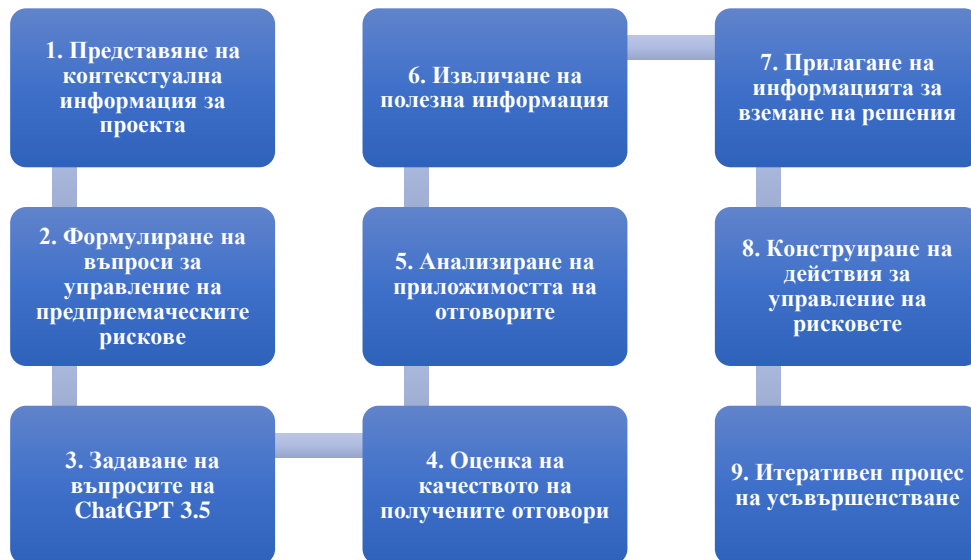 1. Представяне на
контекстуална
информация за
проекта
2. Формулиране на
въпроси за
управление на
предприемаческите
рискове
3. Задаване на
въпросите на
ChatGPT 3.5
4. Оценка на
качеството на
получените отговори
5. Анализиране на
приложимостта на
отговорите
6. Извличане на
полезна информация
7. Прилагане на
информацията за
вземане на решения
8. Конструиране на
действия за
управление на
рисковете
9. Итеративен процес
на усъвършенстване